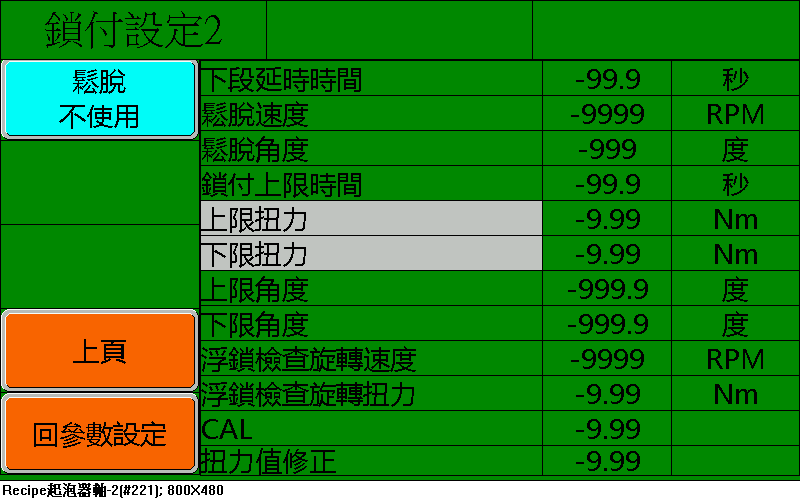 鎖付設定2
鬆脫
不使用
下段延時時間 -99.9 秒
鬆脫速度 -9999 RPM
鬆脫角度 -999 度
鎖付上限時間 -99.9 秒
上限扭力 -9.99 Nm
下限扭力 -9.99 Nm
上限角度 -999.9 度
下限角度 -999.9 度
浮鎖檢查旋轉速度 -9999 RPM
浮鎖檢查旋轉扭力 -9.99 Nm
CAL -9.99
扭力值修正 -9.99
上頁
回參數設定
Recipe起泡器軸-2(#221); 800X480